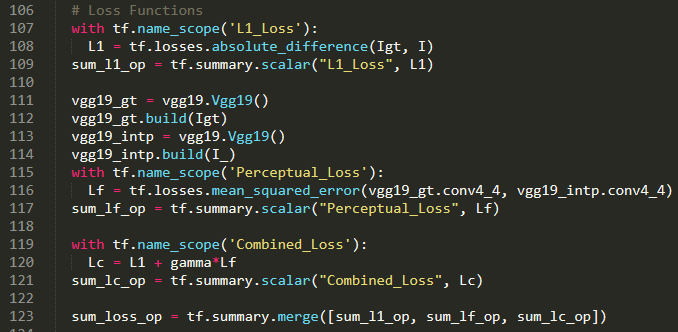 106 # Loss Functions
107 with tf.name_scope('L1_Loss'):
108 L1 = tf.losses.absolute_difference(Igt, I)
109 sum_l1_op = tf.summary.scalar("L1_Loss", L1)
110
111 vgg19_gt = vgg19.Vgg19()
112 vgg19_gt.build(Igt)
113 vgg19_intp = vgg19.Vgg19()
114 vgg19_intp.build(I_)
115 with tf.name_scope('Perceptual_Loss'):
116 Lf = tf.losses.mean_squared_error(vgg19_gt.conv4_4, vgg19_intp.conv4_4)
117 sum_lf_op = tf.summary.scalar("Perceptual_Loss", Lf)
118
119 with tf.name_scope('Combined_Loss'):
120 Lc = L1 + gamma*Lf
121 sum_lc_op = tf.summary.scalar("Combined_Loss", Lc)
122
123 sum_loss_op = tf.summary.merge([sum_l1_op, sum_lf_op, sum_lc_op])